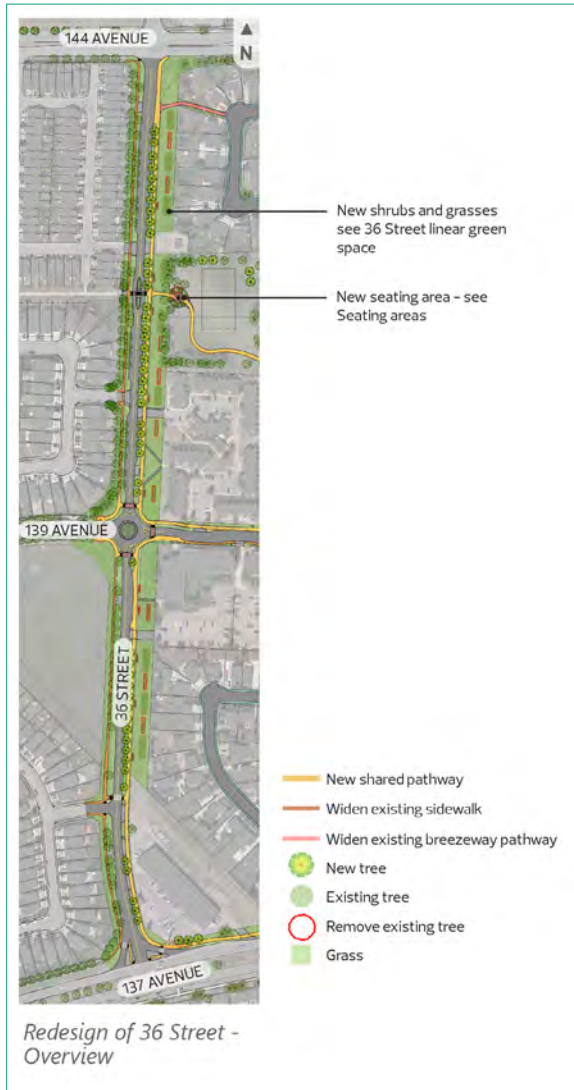 144 AVENUE
N
New shrubs and grasses
see 36 Street linear green
space
New seating area - see
Seating areas
139 AVENUE
36 STREET
New shared pathway
Widen existing sidewalk
Widen existing breezeway pathway
New tree
Existing tree
Remove existing tree
Grass
137 AVENUE
Redesign of 36 Street -
Overview